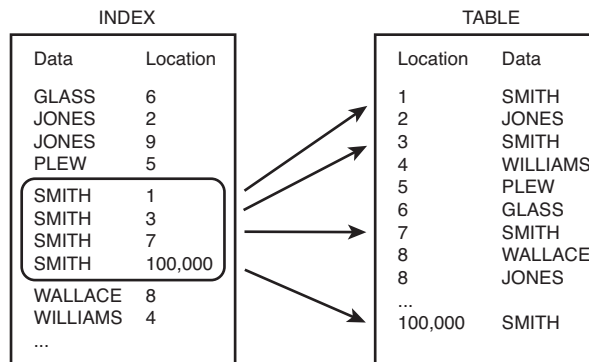 INDEX
Data Location
GLASS 6
JONES 2
JONES 9
PLEW 5
SMITH 1
SMITH 3
SMITH 7
SMITH 100,000
WALLACE 8
WILLIAMS 4
...
TABLE
Location Data
1 SMITH
2 JONES
3 SMITH
4 WILLIAMS
5 PLEW
6 GLASS
7 SMITH
8 WALLACE
8 JONES
...
100,000 SMITH